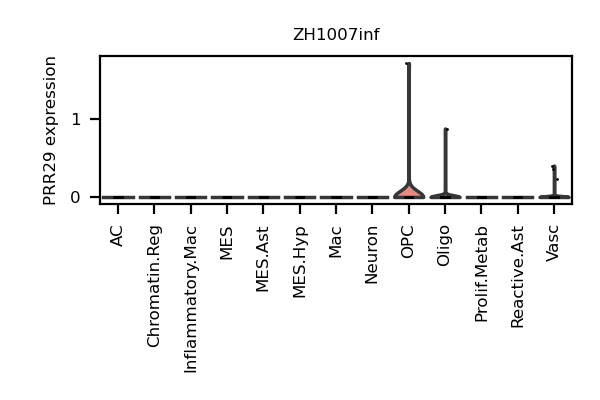 ZH1007inf
PRR29 expression
1
0
AC
Chromatin.Reg
Inflammatory.Mac
MES
MES.Ast
MES.Hyp
Mac
Neuron
OPC
Oligo
Prolif.Metab
Reactive.Ast
Vasc